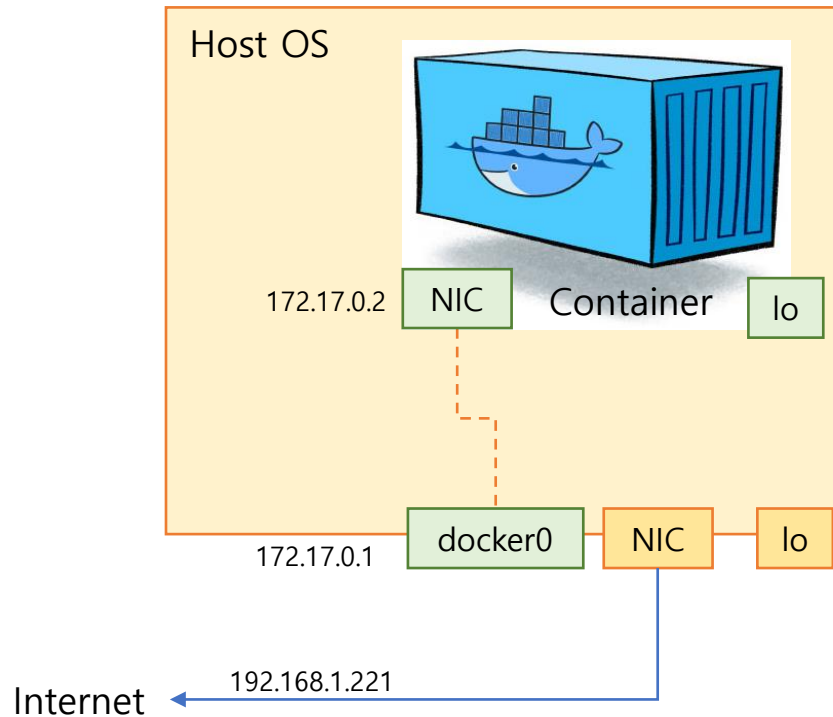 Host OS
172.17.0.2
NIC
Container
lo
docker0
NIC
lo
172.17.0.1
192.168.1.221
Internet